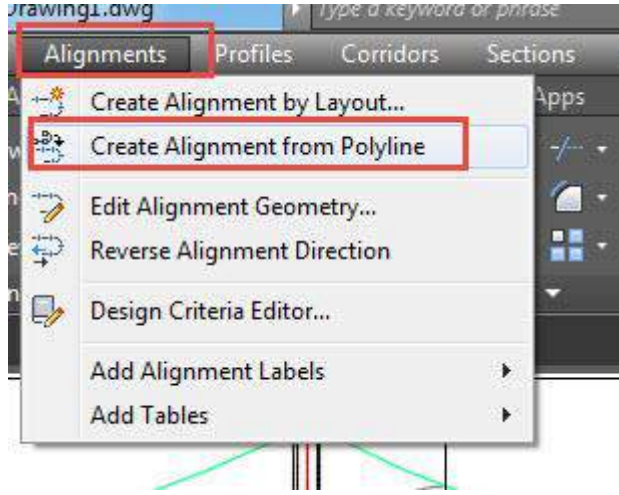 Drawing1.dwg Type a keyword or phrase
Alignments Profiles Corridors Sections
Create Alignment by Layout... Apps
Create Alignment from Polyline
Edit Alignment Geometry...
Reverse Alignment Direction
Design Criteria Editor...
Add Alignment Labels
Add Tables